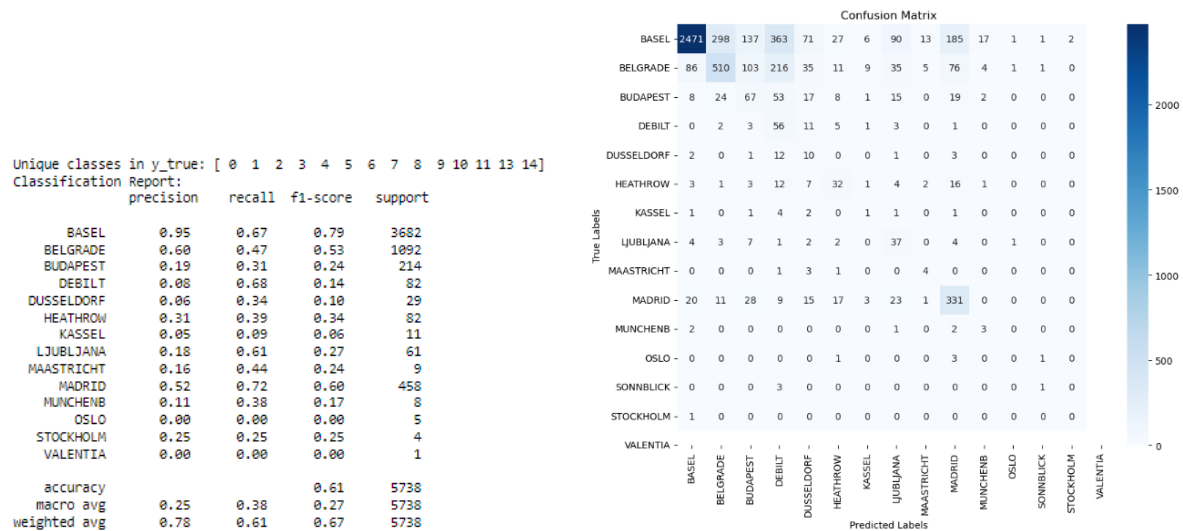 Unique classes in y_true: [ 0 1 2 3 4 5 6 7 8 9 10 11 13 14]
Classification Report:
precision recall f1-score support
BASEL 0.95 0.67 0.79 3682
BELGRADE 0.60 0.47 0.53 1092
BUDAPEST 0.19 0.31 0.24 214
DEBILT 0.08 0.68 0.14 82
DUSSELDORF 0.06 0.34 0.10 29
HEATHROW 0.31 0.39 0.34 82
KASSEL 0.05 0.09 0.06 11
LJUBLJANA 0.18 0.61 0.27 61
MAASTRICHT 0.16 0.44 0.24 9
MADRID 0.52 0.72 0.60 458
MUNCHENB 0.11 0.38 0.17 8
OSLO 0.00 0.00 0.00 5
STOCKHOLM 0.25 0.25 0.25 4
VALENTIA 0.00 0.00 0.00 1
accuracy 0.61 5738
macro avg 0.25 0.38 0.27 5738
weighted avg 0.78 0.61 0.67 5738
Confusion Matrix
BASEL 2471 298 137 363 71 27 6 90 13 185 17 1 1 2
BELGRADE 86 510 103 216 35 11 9 35 5 76 4 1 1 0
BUDAPEST 8 24 67 53 17 8 1 15 0 19 2 0 0 0
DEBILT 0 2 3 56 11 5 1 3 0 1 0 0 0 0
DUSSELDORF 2 0 1 12 10 0 0 1 0 3 0 0 0 0
HEATHROW 3 1 3 12 7 32 1 4 2 16 1 0 0 0
KASSEL 1 0 1 4 2 0 1 1 0 1 0 0 0 0
LJUBLJANA 4 3 7 1 2 2 0 37 0 4 0 1 0 0
MAASTRICHT 0 0 0 1 3 1 0 0 4 0 0 0 0 0
MADRID 20 11 28 9 15 17 3 23 1 331 0 0 0 0
MUNCHENB 2 0 0 0 0 0 0 1 0 2 3 0 0 0
OSLO 0 0 0 0 0 1 0 0 0 3 0 0 1 0
SONNBLICK 0 0 0 3 0 0 0 0 0 0 0 0 1 0
STOCKHOLM 1 0 0 0 0 0 0 0 0 0 0 0 0 0
VALENTIA
True Labels
BASEL BELGRADE BUDAPEST DEBILT DUSSELDORF HEATHROW KASSEL LJUBLJANA MAASTRICHT MADRID MUNCHENB OSLO SONNBLICK STOCKHOLM VALENTIA
Predicted Labels
2000
1500
1000
500
0